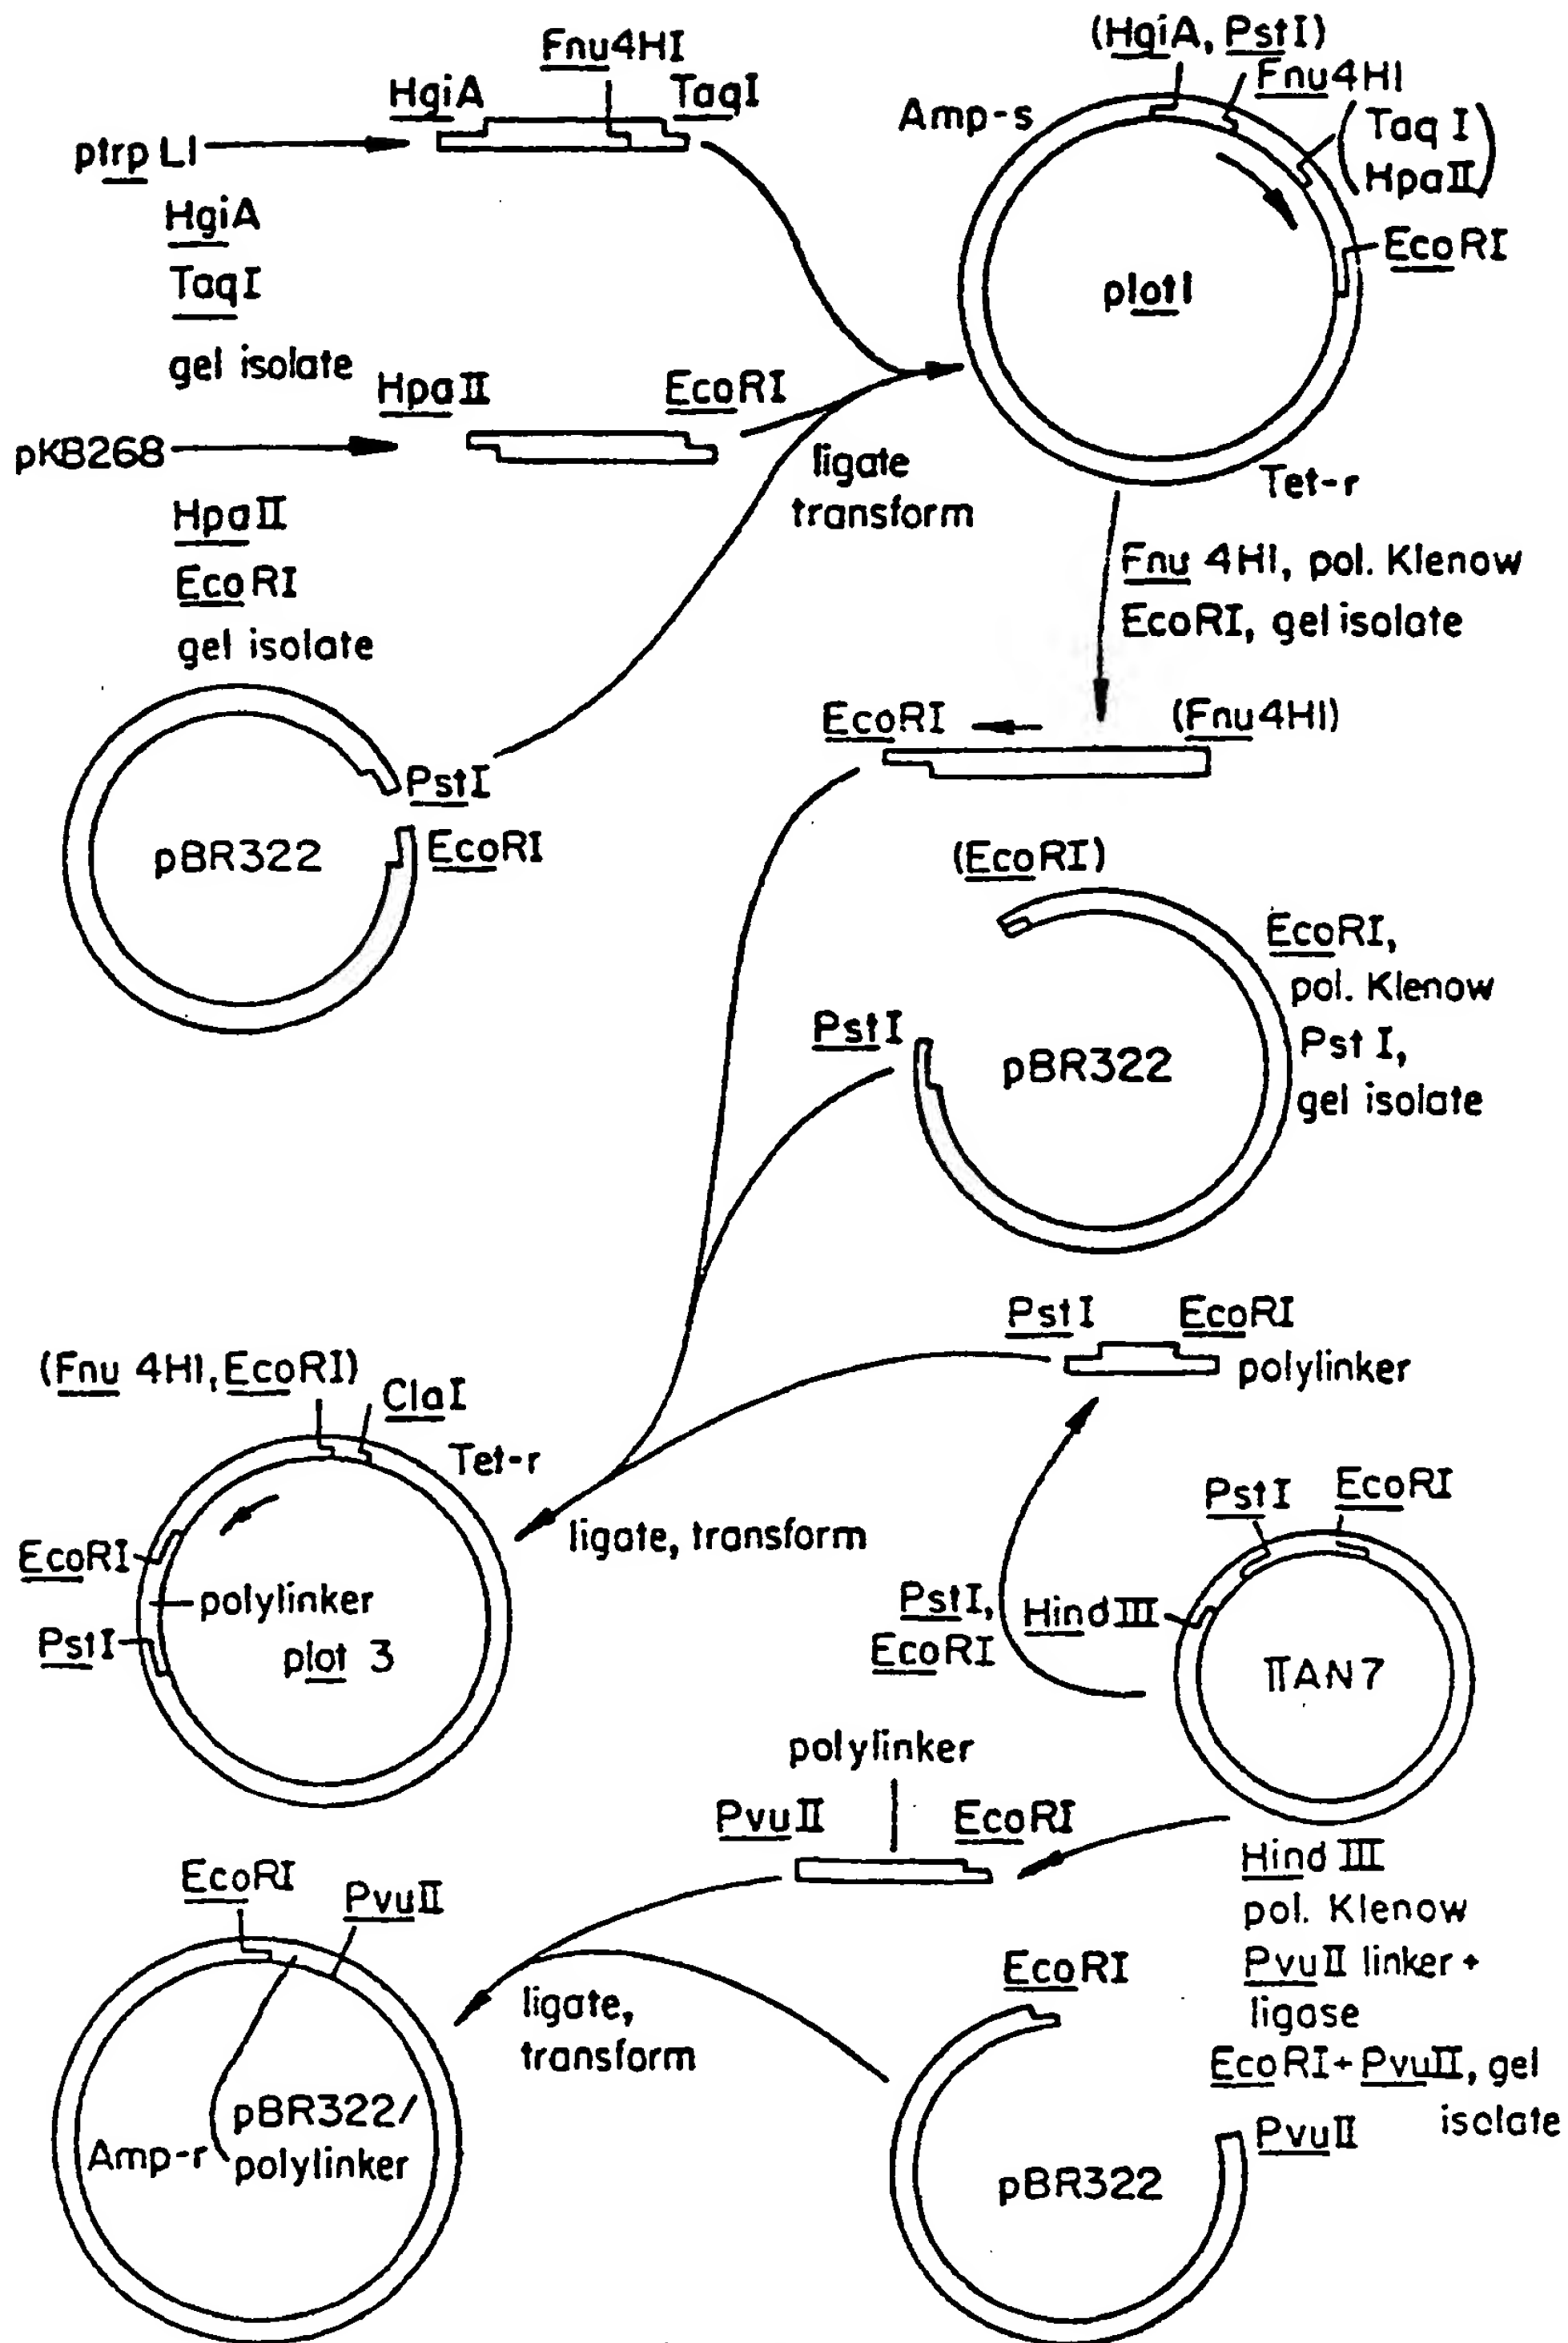 HgiA
Fnu4HI
TaqI
ptrp L1
HgiA
TaqI
gel isolate
HpaII
EcoRI
pKB268
HpaII
EcoRI
gel isolate
ligate
transform
pBR322
PstI
EcoRI
(HgiA, PstI)
Fnu4HI
Amp-s
(Taq I
HpaII)
EcoRI
plot1
Tet-r
Fnu 4HI, pol. Klenow
EcoRI, gel isolate
EcoRI
(Fnu4HI)
(EcoRI)
EcoRI,
pol. Klenow
Pst I,
gel isolate
PstI
pBR322
PstI
EcoRI
polylinker
(Fnu 4HI, EcoRI)
ClaI
Tet-r
EcoRI
polylinker
PstI
plot 3
ligate, transform
PstI,
EcoRI
PstI
EcoRI
Hind III
πAN7
polylinker
PvuII
EcoRI
Hind III
pol. Klenow
PvuII linker +
ligase
EcoRI + PvuII, gel
isolate
EcoRI
PvuII
Amp-r
pBR322/
polylinker
ligate,
transform
EcoRI
PvuII
pBR322